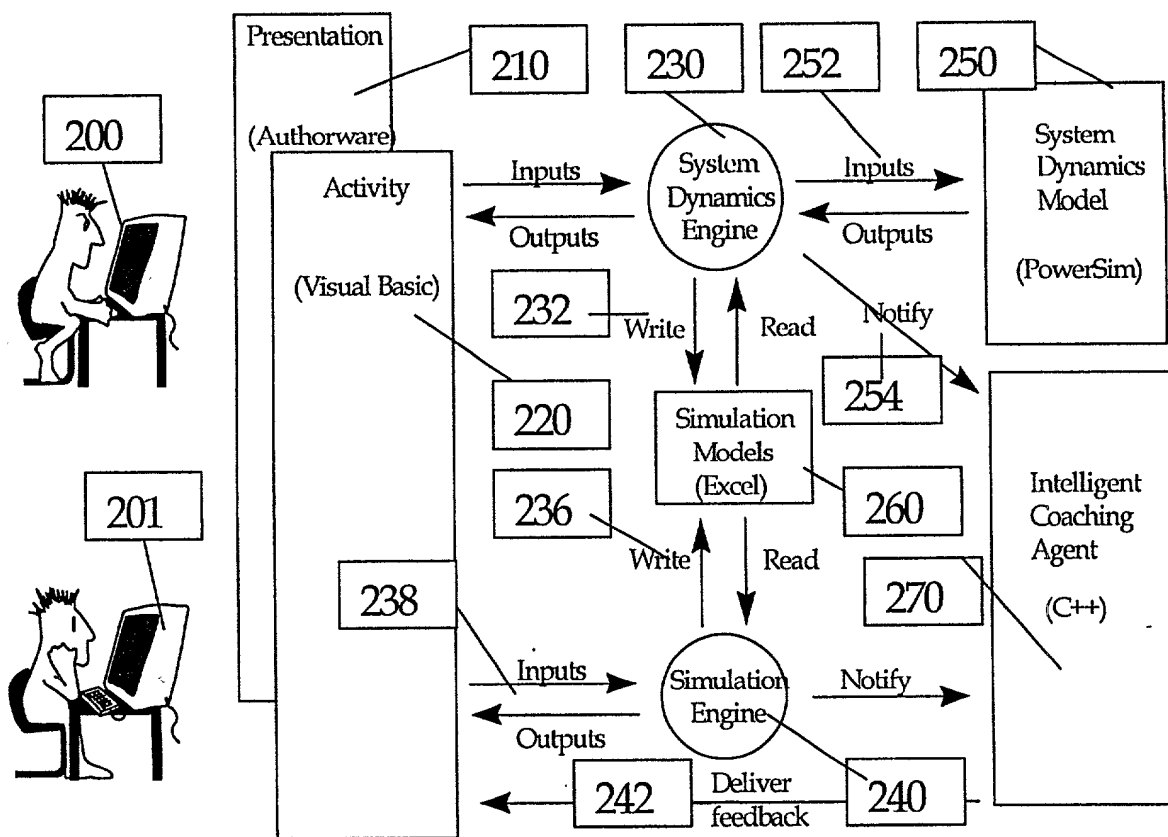 Presentation
210
230
252
250
200
(Authorware)
System
Dynamics
Engine
System
Dynamics
Model
(PowerSim)
Activity
(Visual Basic)
Inputs
Outputs
Inputs
Outputs
232
Write
Read
Notify
254
220
Simulation
Models
(Excel)
260
236
Write
Read
201
Intelligent
Coaching
Agent
(C++)
270
238
Inputs
Outputs
Simulation
Engine
Notify
242
Deliver
feedback
240